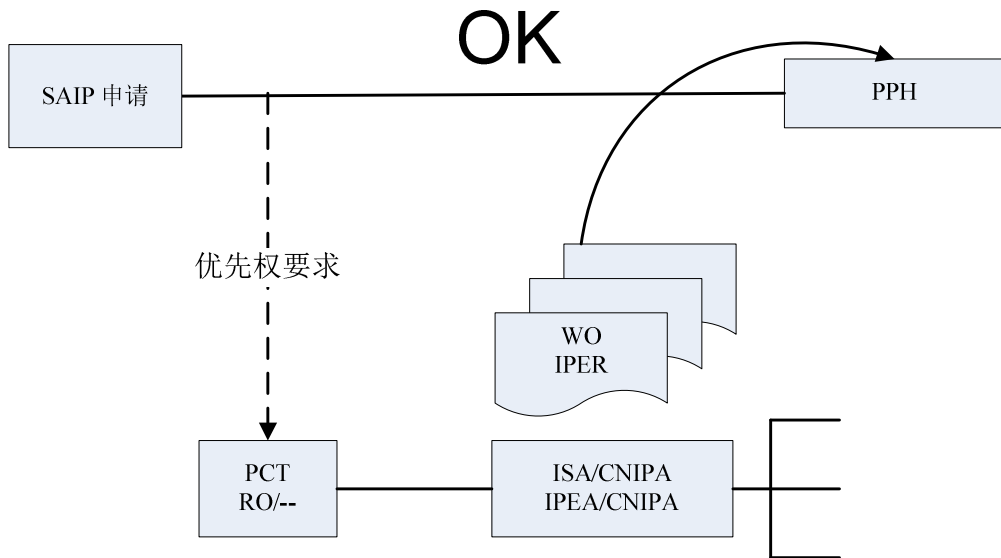 OK
SAIP 申请
PPH
优先权要求
WO
IPER
PCT
RO/--
ISA/CNIPA
IPEA/CNIPA